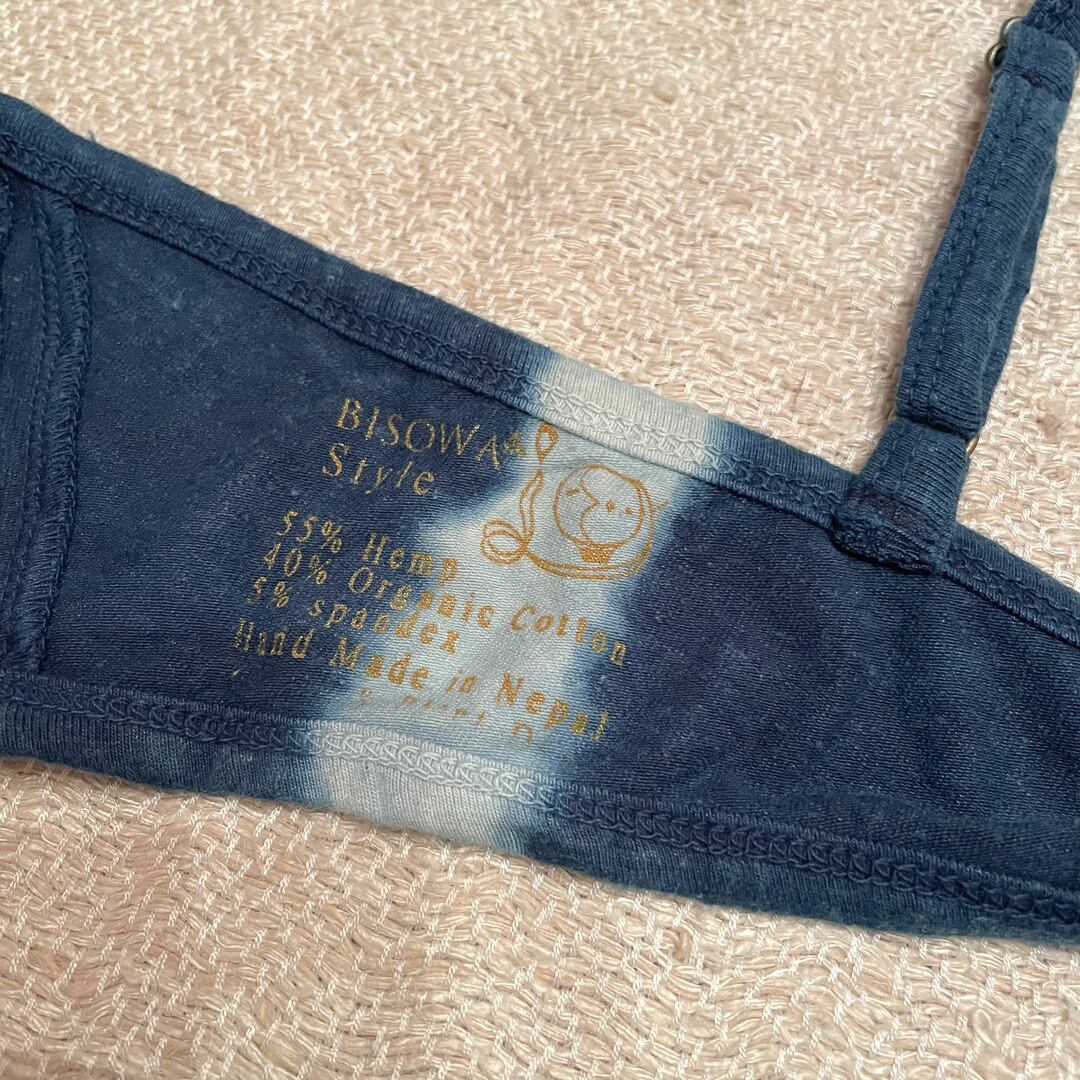 BISOWA
Style
55% Hemp
40% Organic Cotton
5% spandex
Hand Made in Nepal